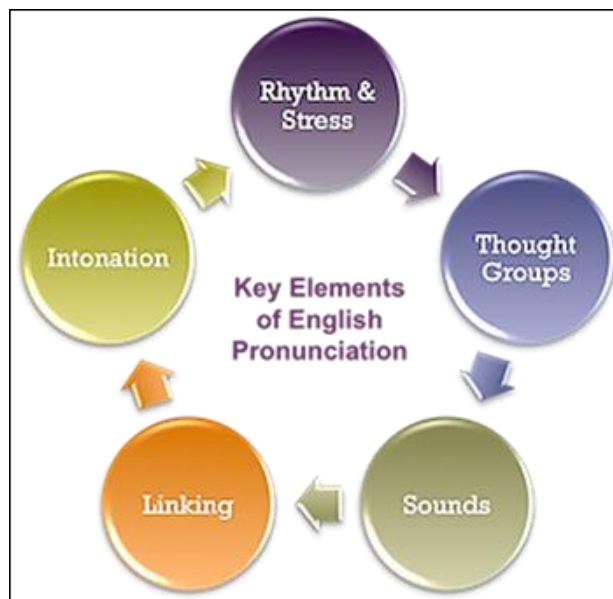 Rhythm &
Stress
Thought
Groups
Sounds
Linking
Intonation
Key Elements
of English
Pronunciation